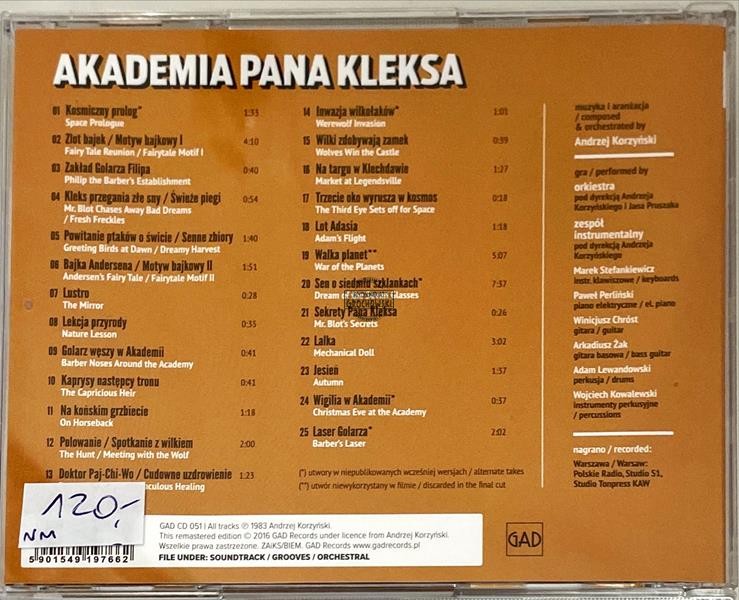 AKADEMIA PANA KLEKSA
01 Kosmiczny prolog* 1:33
Space Prologue
02 Zlot bajek / Motyw bajkowy I 4:10
Fairy Tale Reunion / Fairytale Motif I
03 Zakład Golarza Filipa 0:40
Philip the Barber's Establishment
04 Kleks przegania złe sny / Świeże piegi 0:54
Mr. Blot Chases Away Bad Dreams
/ Fresh Freckles
05 Powitanie ptaków o świcie / Senne zbiory 1:40
Greeting Birds at Dawn / Dreamy Harvest
06 Bajka Andersena / Motyw bajkowy II 1:51
Andersen's Fairy Tale / Fairytale Motif II
07 Lustro 0:28
The Mirror
08 Lekcja przyrody 0:35
Nature Lesson
09 Golarz węszy w Akademii 0:41
Barber Noses Around the Academy
10 Kaprysy następcy tronu 0:41
The Capricious Heir
11 Na końskim grzbiecie 1:18
On Horseback
12 Polowanie / Spotkanie z wilkiem 2:00
The Hunt / Meeting with the Wolf
13 Doktor Paj-Chi-Wo / Cudowne uzdrowienie 1:23
Healing
14 Inwazja wilkołaków* 1:01
Werewolf Invasion
15 Wilki zdobywają zamek 0:39
Wolves Win the Castle
16 Na targu w Klechdawie 1:27
Market at Legendsville
17 Trzecie oko wyrusza w kosmos 0:18
The Third Eye Sets off for Space
18 Lot Adasia 1:18
Adam's Flight
19 Walka planet** 5:07
War of the Planets
20 Sen o siedmiu szklankach* 7:37
Dream Glasses
21 Sekrety Pana Kleksa 0:26
Mr. Blot's Secrets
22 Lalka 3:02
Mechanical Doll
23 Jesień 1:37
Autumn
24 Wigilia w Akademii* 0:37
Christmas Eve at the Academy
25 Laser Golarza* 2:02
Barber's Laser
(*) utwory w niepublikowanych wcześniej wersjach / alternate takes
(**) utwór niewykorzystany w filmie / discarded in the final cut
muzyka i aranżacja
/ composed
& orchestrated by
Andrzej Korzyński
gra / performed by
orkiestra
pod dyrekcją Andrzeja
Korzyńskiego i Jana Pruszaka
zespół
instrumentalny
pod dyrekcją Andrzeja
Korzyńskiego
Marek Stefankiewicz
instr. klawiszowe / keyboards
Paweł Perliński
piano elektryczne / el. piano
Winicjusz Chróst
gitara / guitar
Arkadiusz Żak
gitara basowa / bass guitar
Adam Lewandowski
perkusja / drums
Wojciech Kowalewski
instrumenty perkusyjne
/ percussions
nagrano / recorded:
Warszawa / Warsaw:
Polskie Radio, Studio S1,
Studio Tonpress KAW
120,-
NM
5 901549 197662
GAD CD 051 | All tracks ℗ 1983 Andrzej Korzyński.
This remastered edition © 2016 GAD Records under licence from Andrzej Korzyński.
Wszelkie prawa zastrzeżone. ZAiKS/BIEM. GAD Records www.gadrecords.pl
FILE UNDER: SOUNDTRACK / GROOVES / ORCHESTRAL
GAD